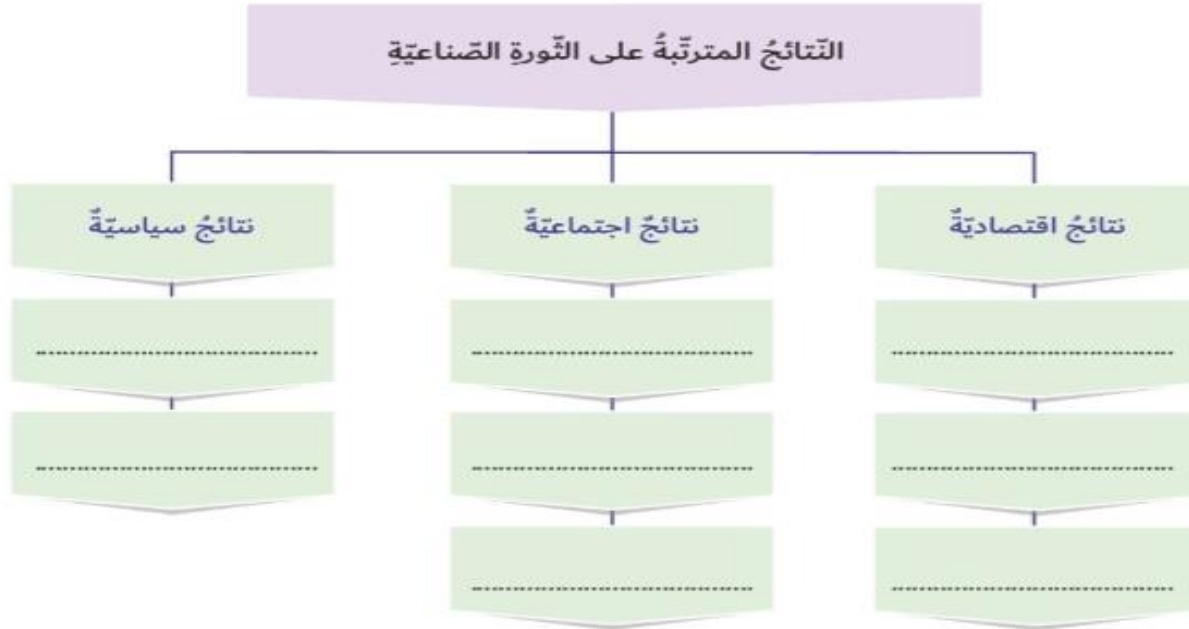 النّتائجُ المترتّبةُ على الثّورةِ الصّناعيّةِ
نتائجُ اقتصاديّةٌ
نتائجٌ اجتماعيّةٌ
نتائجُ سياسيّةٌ